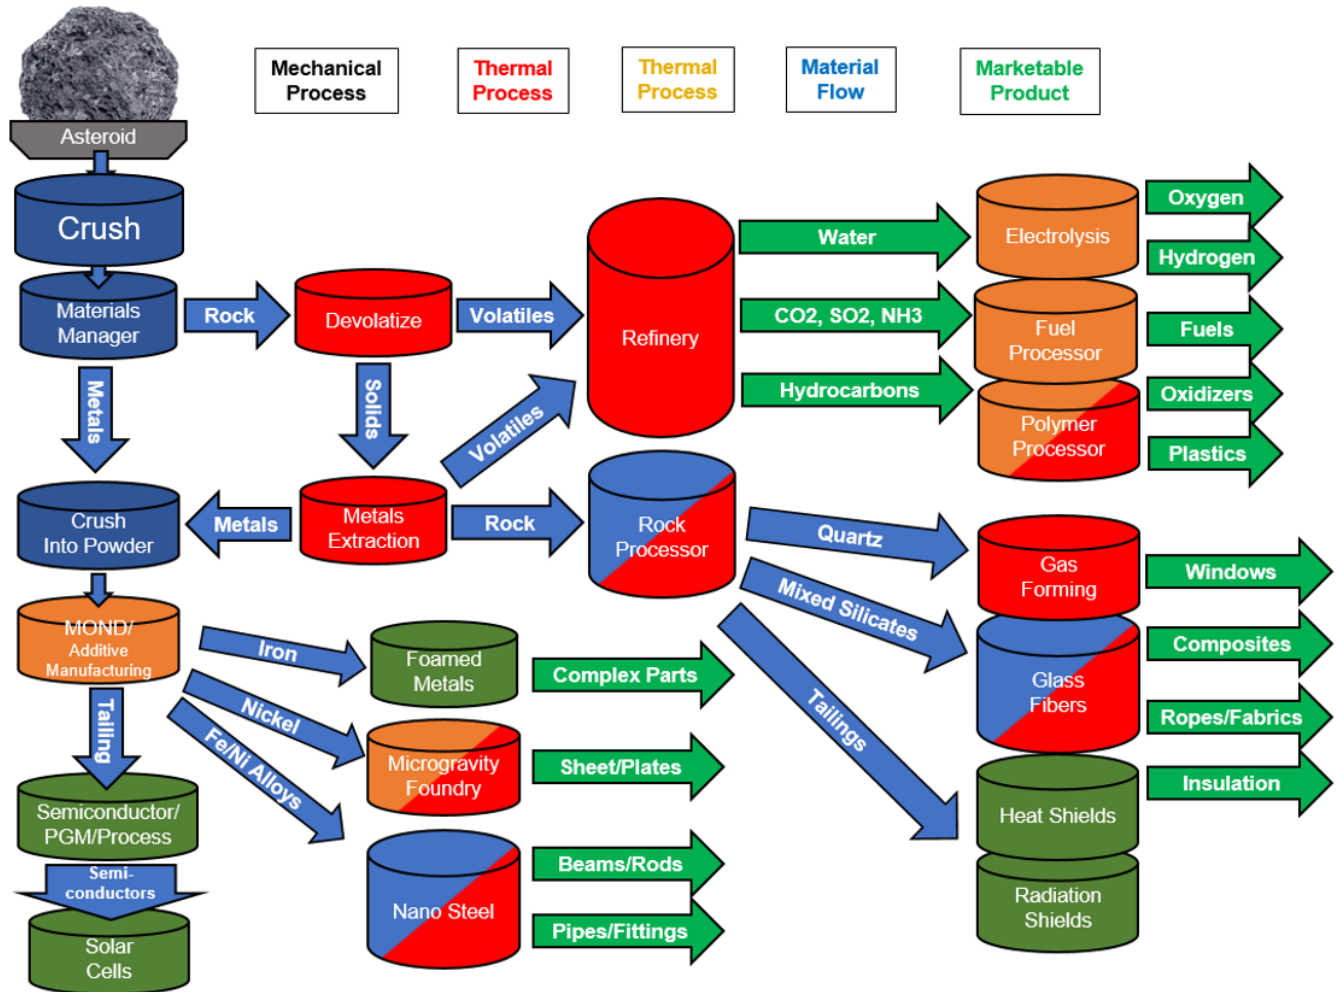 Mechanical
Process
Thermal
Process
Thermal
Process
Material
Flow
Marketable
Product
Asteroid
Crush
Materials
Manager
Rock
Devolatize
Volatiles
Refinery
Water
CO2, SO2, NH3
Hydrocarbons
Electrolysis
Fuel
Processor
Polymer
Processor
Oxygen
Hydrogen
Fuels
Oxidizers
Plastics
Metals
Solids
Volatiles
Crush
Into Powder
Metals
Metals
Extraction
Rock
Rock
Processor
Quartz
Mixed Silicates
Tailings
Gas
Forming
Glass
Fibers
Heat Shields
Radiation
Shields
Windows
Composites
Ropes/Fabrics
Insulation
MOND/
Additive
Manufacturing
Iron
Nickel
Fe/Ni Alloys
Foamed
Metals
Complex Parts
Microgravity
Foundry
Sheet/Plates
Nano Steel
Beams/Rods
Pipes/Fittings
Tailing
Semiconductor/
PGM/Process
Semi-
conductors
Solar
Cells